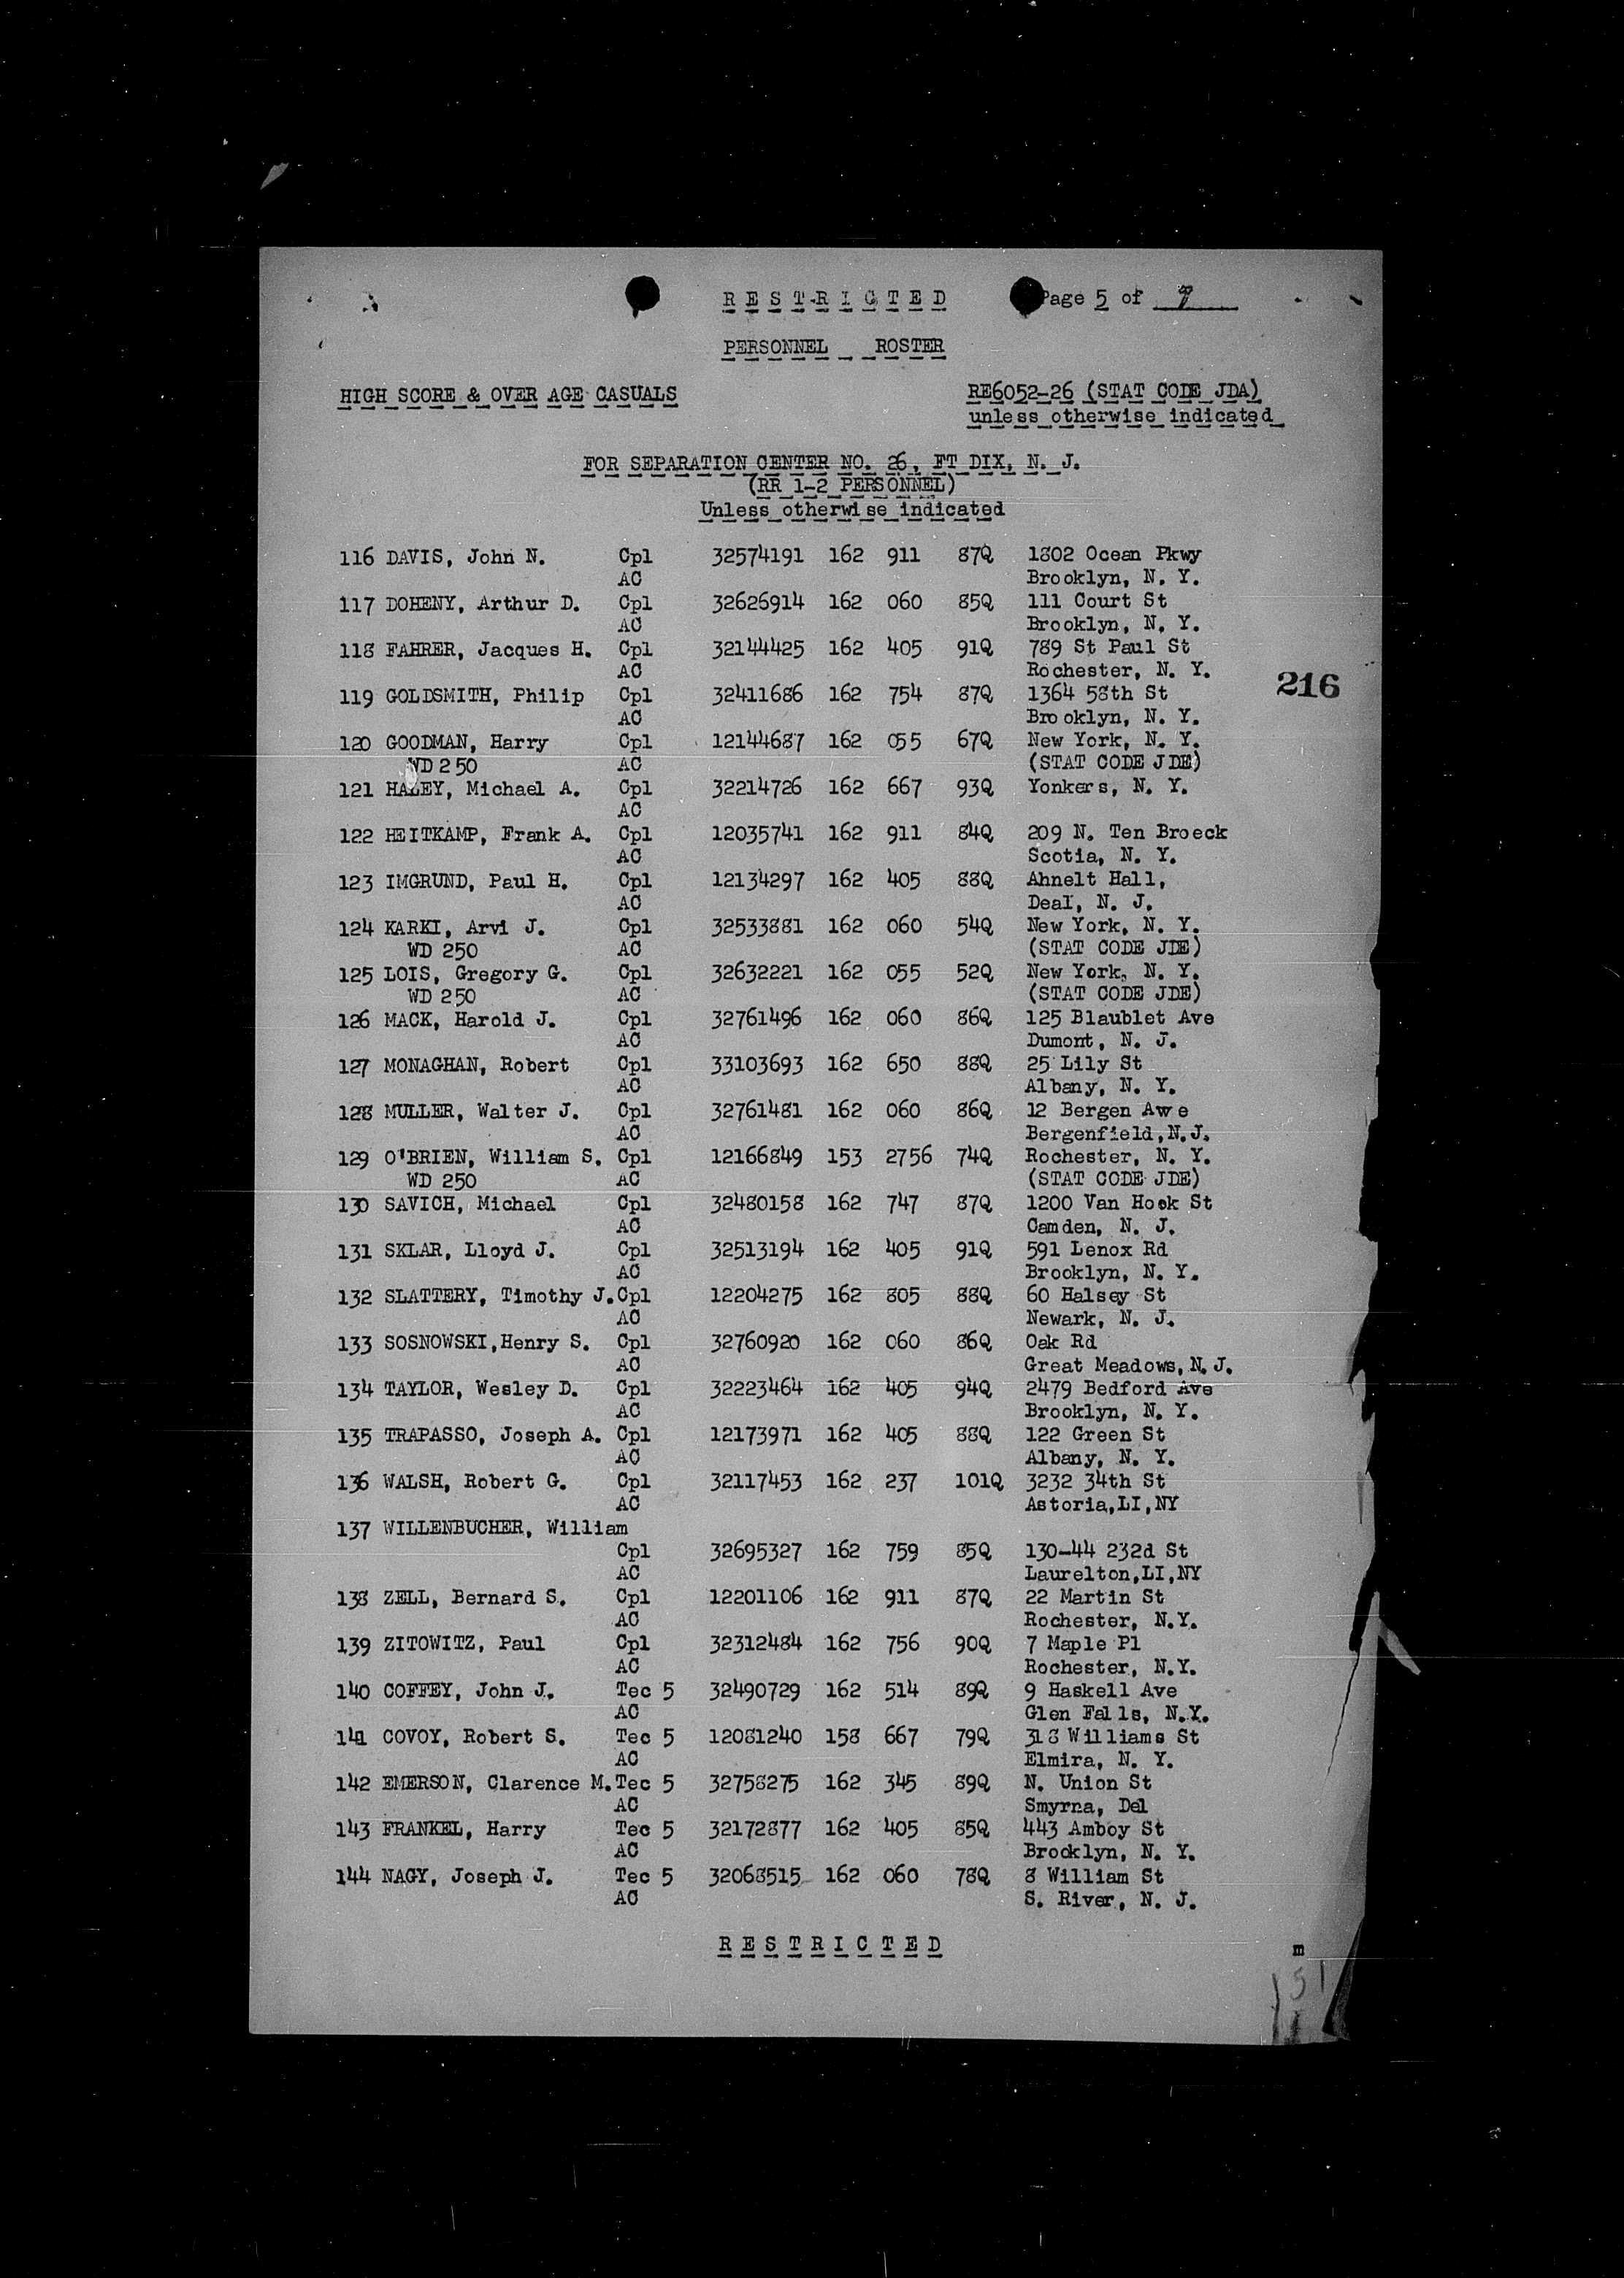 RESTRICTED Page 5 of 7
PERSONNEL ROSTER
HIGH SCORE & OVER AGE CASUALS RE6052-26 (STAT CODE JDA)
unless otherwise indicated
FOR SEPARATION CENTER NO. 26, FT DIX, N. J.
(RR 1-2 PERSONNEL)
Unless otherwise indicated
116 DAVIS, John N. Cpl 32574191 162 911 87Q 1802 Ocean Pkwy
AC Brooklyn, N. Y.
117 DOHENY, Arthur D. Cpl 32626914 162 060 85Q 111 Court St
AC Brooklyn, N. Y.
118 FAHRER, Jacques H. Cpl 32144425 162 405 91Q 789 St Paul St
AC Rochester, N. Y.
216
119 GOLDSMITH, Philip Cpl 32411686 162 754 87Q 1364 58th St
AC Brooklyn, N. Y.
120 GOODMAN, Harry Cpl 12144687 162 055 67Q New York, N. Y.
WD 250 AC (STAT CODE JDE)
121 HALEY, Michael A. Cpl 32214726 162 667 93Q Yonkers, N. Y.
AC
122 HEITKAMP, Frank A. Cpl 12035741 162 911 84Q 209 N. Ten Broeck
AC Scotia, N. Y.
123 IMGRUND, Paul H. Cpl 12134297 162 405 88Q Ahnelt Hall,
AC Deal, N. J.
124 KARKI, Arvi J. Cpl 32533881 162 060 54Q New York, N. Y.
WD 250 AC (STAT CODE JDE)
125 LOIS, Gregory G. Cpl 32632221 162 055 52Q New York, N. Y.
WD 250 AC (STAT CODE JDE)
126 MACK, Harold J. Cpl 32761496 162 060 86Q 125 Blaublet Ave
AC Dumont, N. J.
127 MONAGHAN, Robert Cpl 33103693 162 650 88Q 25 Lily St
AC Albany, N. Y.
128 MULLER, Walter J. Cpl 32761481 162 060 86Q 12 Bergen Awe
AC Bergenfield,N.J.
129 O'BRIEN, William S. Cpl 12166849 153 2756 74Q Rochester, N. Y.
WD 250 AC (STAT CODE JDE)
130 SAVICH, Michael Cpl 32480158 162 747 87Q 1200 Van Hook St
AC Camden, N. J.
131 SKLAR, Lloyd J. Cpl 32513194 162 405 91Q 591 Lenox Rd
AC Brooklyn, N. Y.
132 SLATTERY, Timothy J.Cpl 12204275 162 805 88Q 60 Halsey St
AC Newark, N. J.
133 SOSNOWSKI,Henry S. Cpl 32760920 162 060 86Q Oak Rd
AC Great Meadows,N.J.
134 TAYLOR, Wesley D. Cpl 32223464 162 405 94Q 2479 Bedford Ave
AC Brooklyn, N. Y.
135 TRAPASSO, Joseph A. Cpl 12173971 162 405 88Q 122 Green St
AC Albany, N. Y.
136 WALSH, Robert G. Cpl 32117453 162 237 101Q 3232 34th St
AC Astoria,LI,NY
137 WILLENBUCHER, William
Cpl 32695327 162 759 85Q 130-44 232d St
AC Laurelton,LI,NY
138 ZELL, Bernard S. Cpl 12201106 162 911 87Q 22 Martin St
AC Rochester, N.Y.
139 ZITOWITZ, Paul Cpl 32312484 162 756 90Q 7 Maple Pl
AC Rochester, N.Y.
140 COFFEY, John J. Tec 5 32490729 162 514 89Q 9 Haskell Ave
AC Glen Falls, N.Y.
141 COVOY, Robert S. Tec 5 12081240 158 667 79Q 318 Williams St
AC Elmira, N. Y.
142 EMERSON, Clarence M.Tec 5 32758275 162 345 89Q N. Union St
AC Smyrna, Del
143 FRANKEL, Harry Tec 5 32172877 162 405 85Q 443 Amboy St
AC Brooklyn, N. Y.
144 NAGY, Joseph J. Tec 5 32068515 162 060 78Q 8 William St
AC S. River, N. J.
RESTRICTED
m